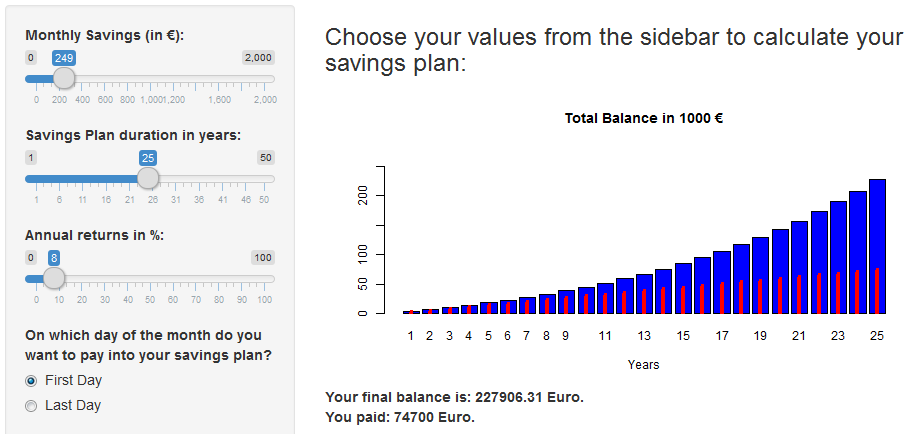 Monthly Savings (in €):
0 249 2,000
0 200 400 600 800 1,0001,200 1,600 2,000
Savings Plan duration in years:
1 25 50
1 6 11 16 21 26 31 36 41 46 50
Annual returns in %:
0 8 100
0 10 20 30 40 50 60 70 80 90 100
On which day of the month do you
want to pay into your savings plan?
First Day
Last Day
Choose your values from the sidebar to calculate your
savings plan:
Total Balance in 1000 €
200
100
50
0
1 2 3 4 5 6 7 8 9 11 13 15 17 19 21 23 25
Years
Your final balance is: 227906.31 Euro.
You paid: 74700 Euro.